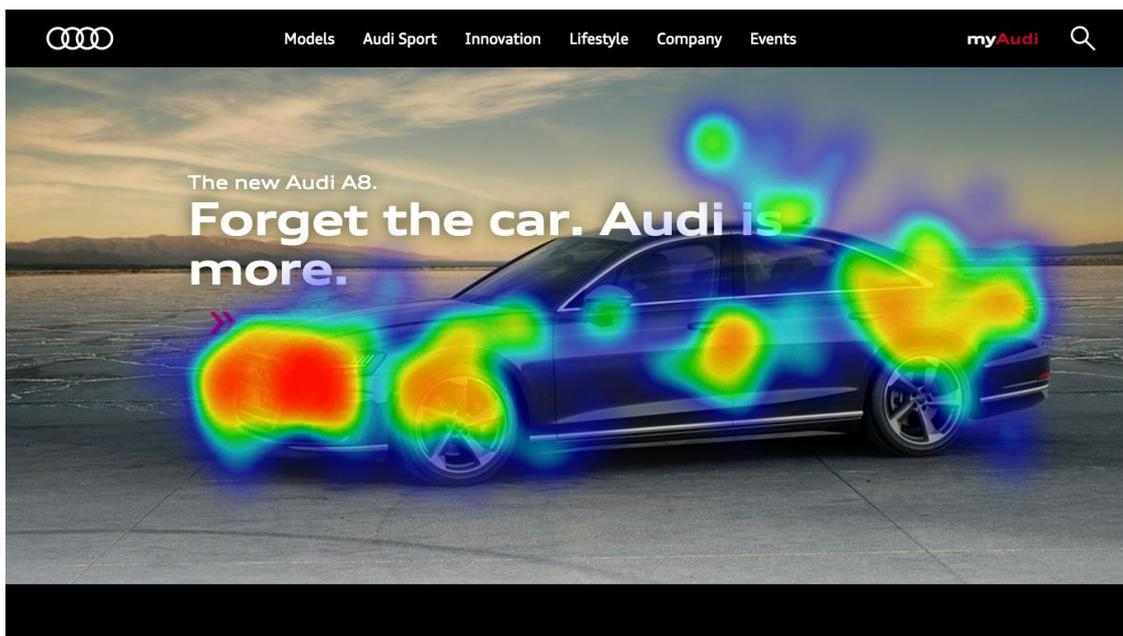 Models Audi Sport Innovation Lifestyle Company Events myAudi
The new Audi A8.
Forget the car. Audi is
more.